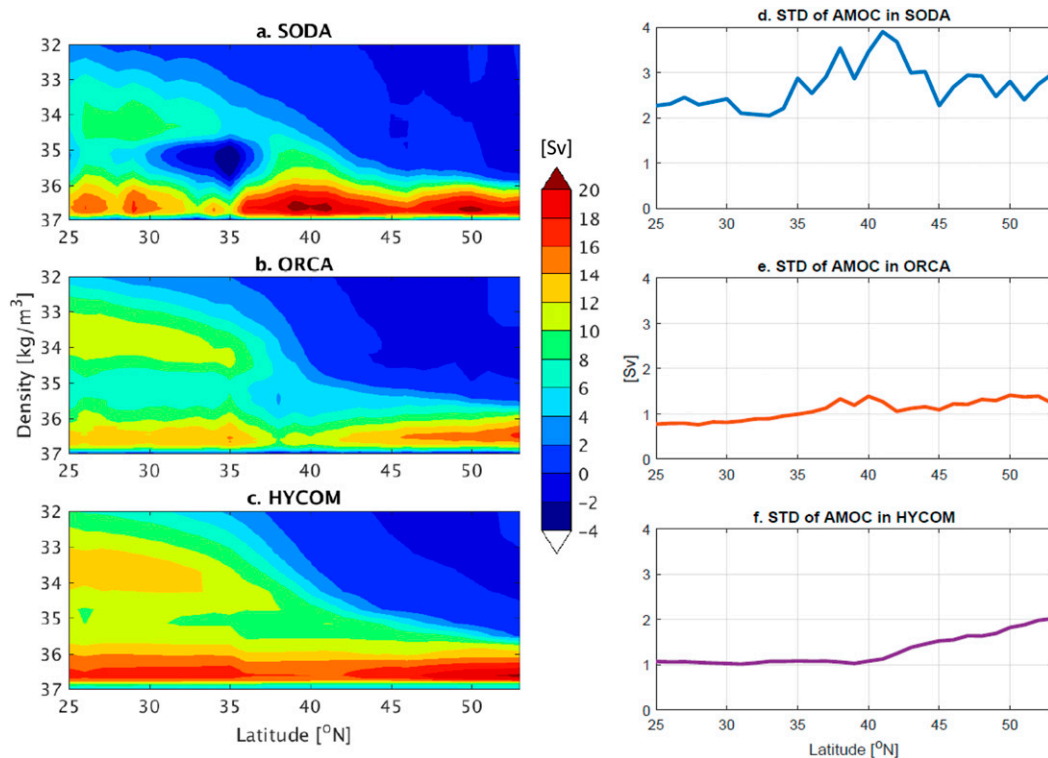 a. SODA
32
33
34
35
36
37
25 30 35 40 45 50
b. ORCA
32
33
34
35
36
37
25 30 35 40 45 50
c. HYCOM
32
33
34
35
36
37
25 30 35 40 45 50
Density [kg/m³]
Latitude [°N]
[Sv]
20
18
16
14
12
10
8
6
4
2
0
−2
−4
d. STD of AMOC in SODA
4
3
2
1
0
25 30 35 40 45 50
e. STD of AMOC in ORCA
4
3
2
1
0
25 30 35 40 45 50
[Sv]
f. STD of AMOC in HYCOM
4
3
2
1
0
25 30 35 40 45 50
Latitude [°N]